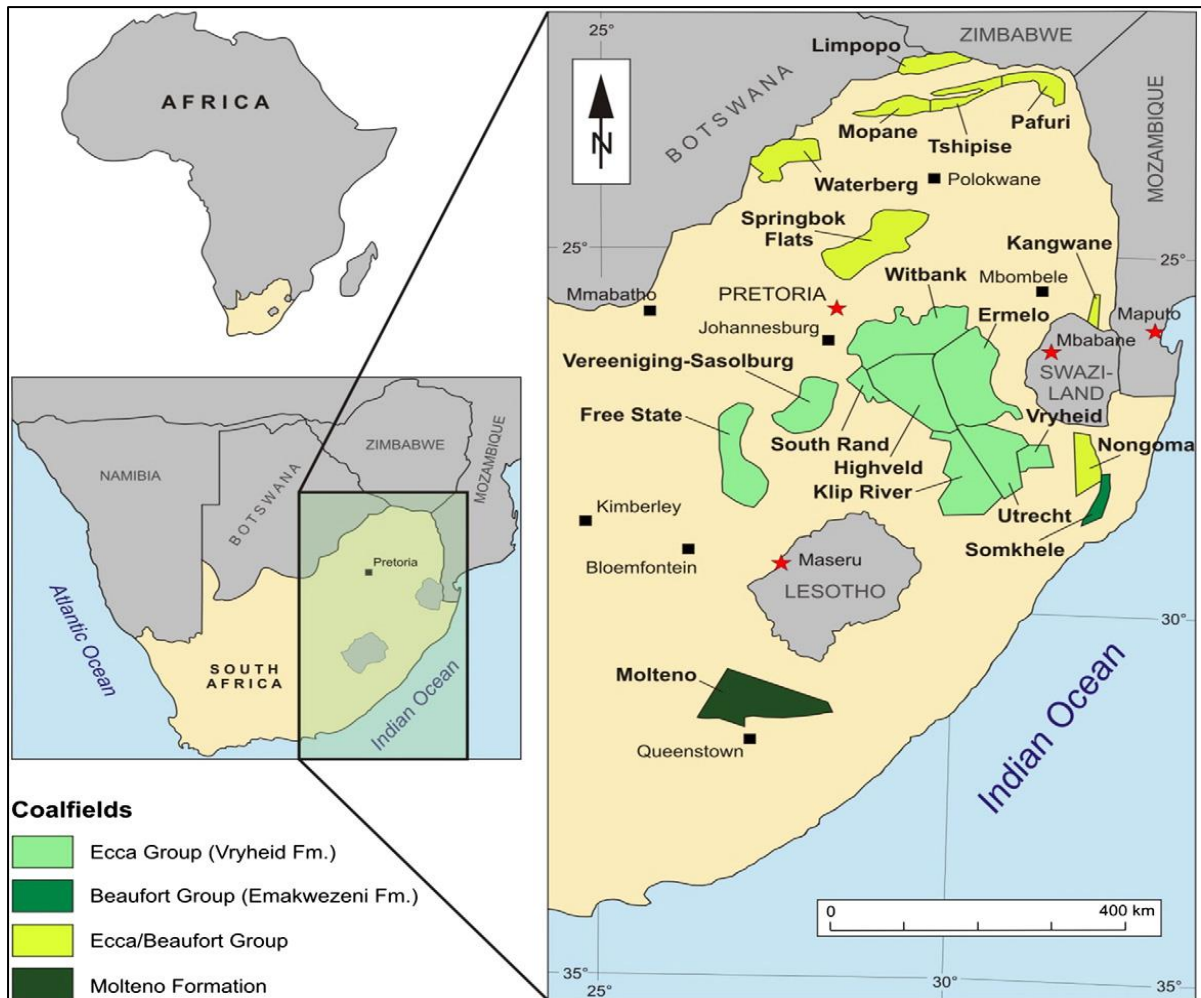 AFRICA
NAMIBIA
BOTSWANA
ZIMBABWE
MOZAMBIQUE
Pretoria
SOUTH
AFRICA
Atlantic Ocean
Indian Ocean
Coalfields
Ecca Group (Vryheid Fm.)
Beaufort Group (Emakwezeni Fm.)
Ecca/Beaufort Group
Molteno Formation
25°
ZIMBABWE
Limpopo
BOTSWANA
MOZAMBIQUE
N
Mopane
Tshipise
Pafuri
Waterberg
Polokwane
Springbok
Flats
25°
Kangwane
25°
Witbank
Mbombele
Mmabatho
PRETORIA
Ermelo
Maputo
Johannesburg
Mbabane
Vereeniging-Sasolburg
SWAZI-
LAND
Free State
Vryheid
South Rand
Nongoma
Highveld
Klip River
Kimberley
Utrecht
Somkhele
Bloemfontein
Maseru
LESOTHO
30°
Molteno
Queenstown
Indian Ocean
0
400 km
35°
25°
30°
35°